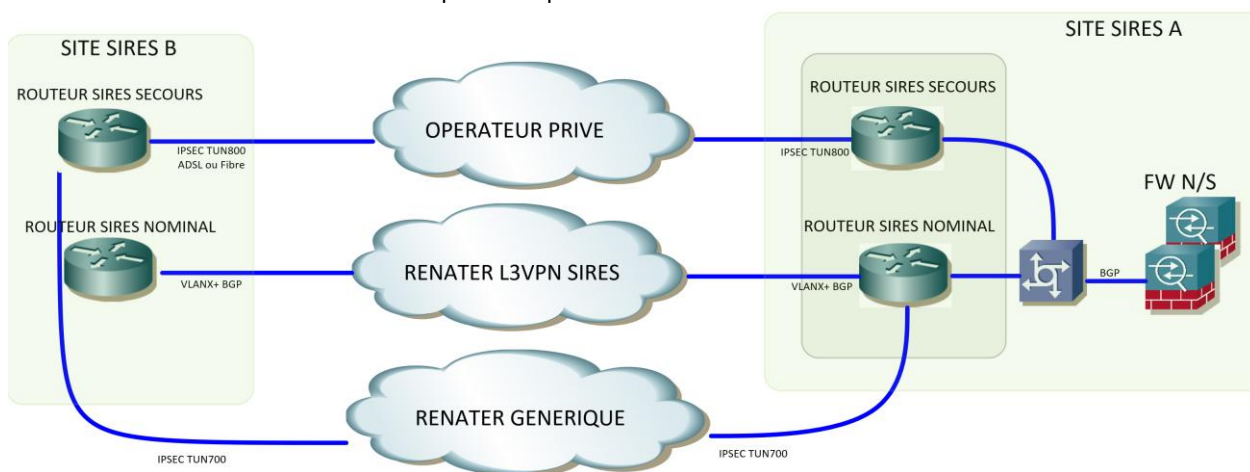 SITE SIRES B
SITE SIRES A
ROUTEUR SIRES SECOURS
OPERATEUR PRIVE
ROUTEUR SIRES SECOURS
IPSEC TUN800
ADSL ou Fibre
IPSEC TUN800
FW N/S
ROUTEUR SIRES NOMINAL
RENATER L3VPN SIRES
ROUTEUR SIRES NOMINAL
VLANX+ BGP
VLANX+ BGP
BGP
RENATER GENERIQUE
IPSEC TUN700
IPSEC TUN700